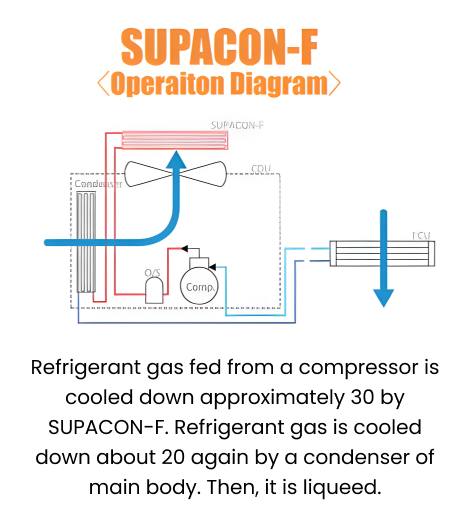 SUPACON-F
〈Operaiton Diagram〉
SUPACON-F
CDU
Condenser
ICU
O/S
Comp.
Refrigerant gas fed from a compressor is
cooled down approximately 30 by
SUPACON-F. Refrigerant gas is cooled
down about 20 again by a condenser of
main body. Then, it is liqueed.